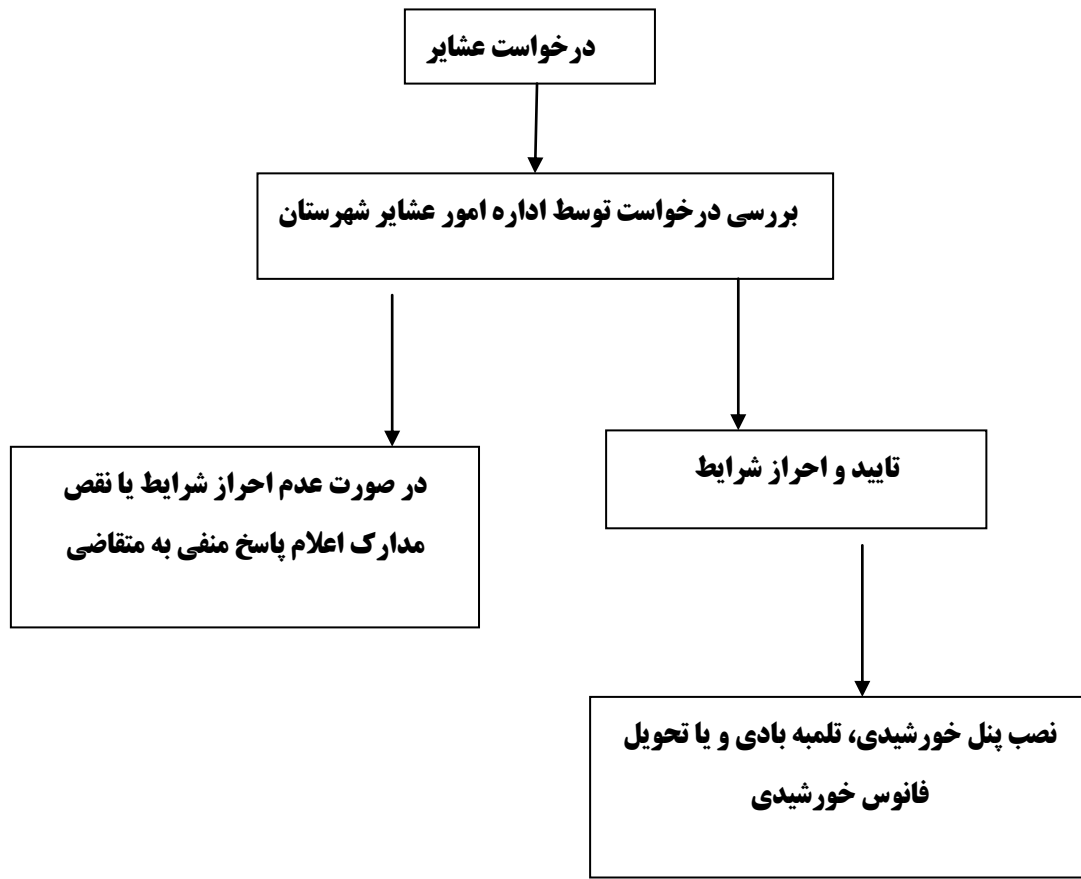 درخواست عشایر
بررسی درخواست توسط اداره امور عشایر شهرستان
تایید و احراز شرایط
در صورت عدم احراز شرایط یا نقص
مدارک اعلام پاسخ منفی به متقاضی
نصب پنل خورشیدی، تلمبه بادی و یا تحویل
فانوس خورشیدی